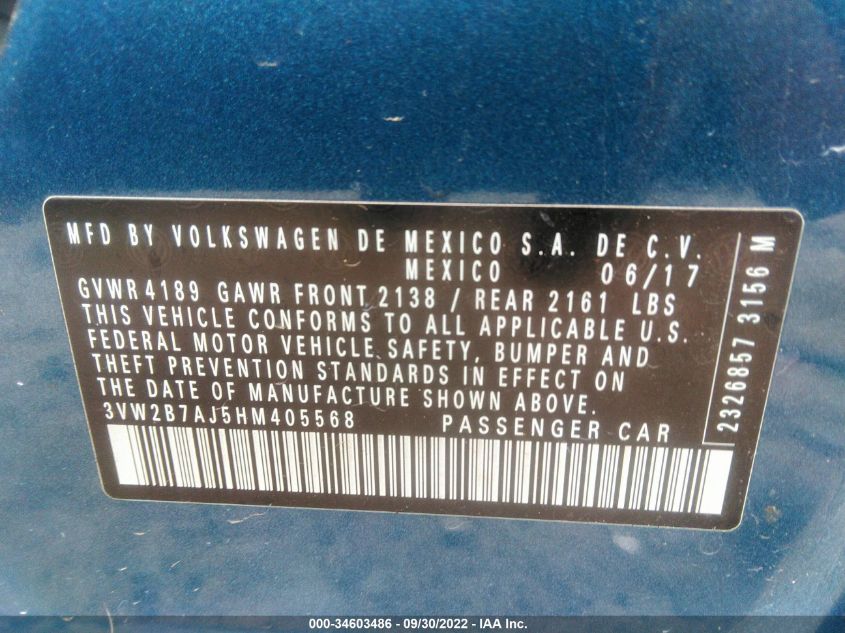 MFD BY VOLKSWAGEN DE MEXICO S.A. DE C.V.
MEXICO 06/17
GVWR 4189 GAWR FRONT 2138 / REAR 2161 LBS
THIS VEHICLE CONFORMS TO ALL APPLICABLE U.S.
FEDERAL MOTOR VEHICLE SAFETY, BUMPER AND
THEFT PREVENTION STANDARDS IN EFFECT ON
THE DATE OF MANUFACTURE SHOWN ABOVE.
3VW2B7AJ5HM405568 PASSENGER CAR
2326857 3156 M
000-34603486 - 09/30/2022 - IAA Inc.